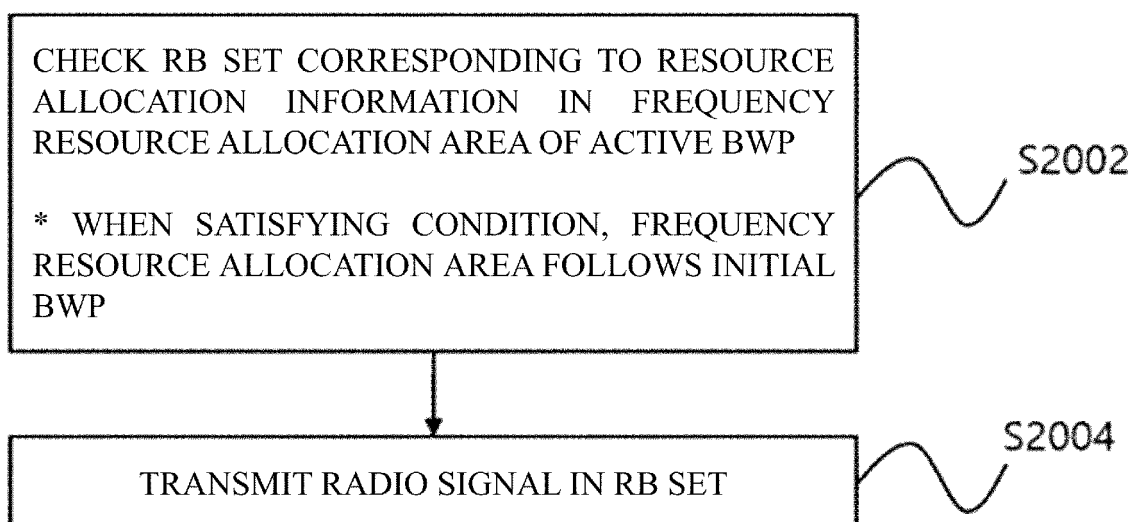 CHECK RB SET CORRESPONDING TO RESOURCE
ALLOCATION INFORMATION IN FREQUENCY
RESOURCE ALLOCATION AREA OF ACTIVE BWP
* WHEN SATISFYING CONDITION, FREQUENCY
RESOURCE ALLOCATION AREA FOLLOWS INITIAL
BWP
S2002
TRANSMIT RADIO SIGNAL IN RB SET
S2004